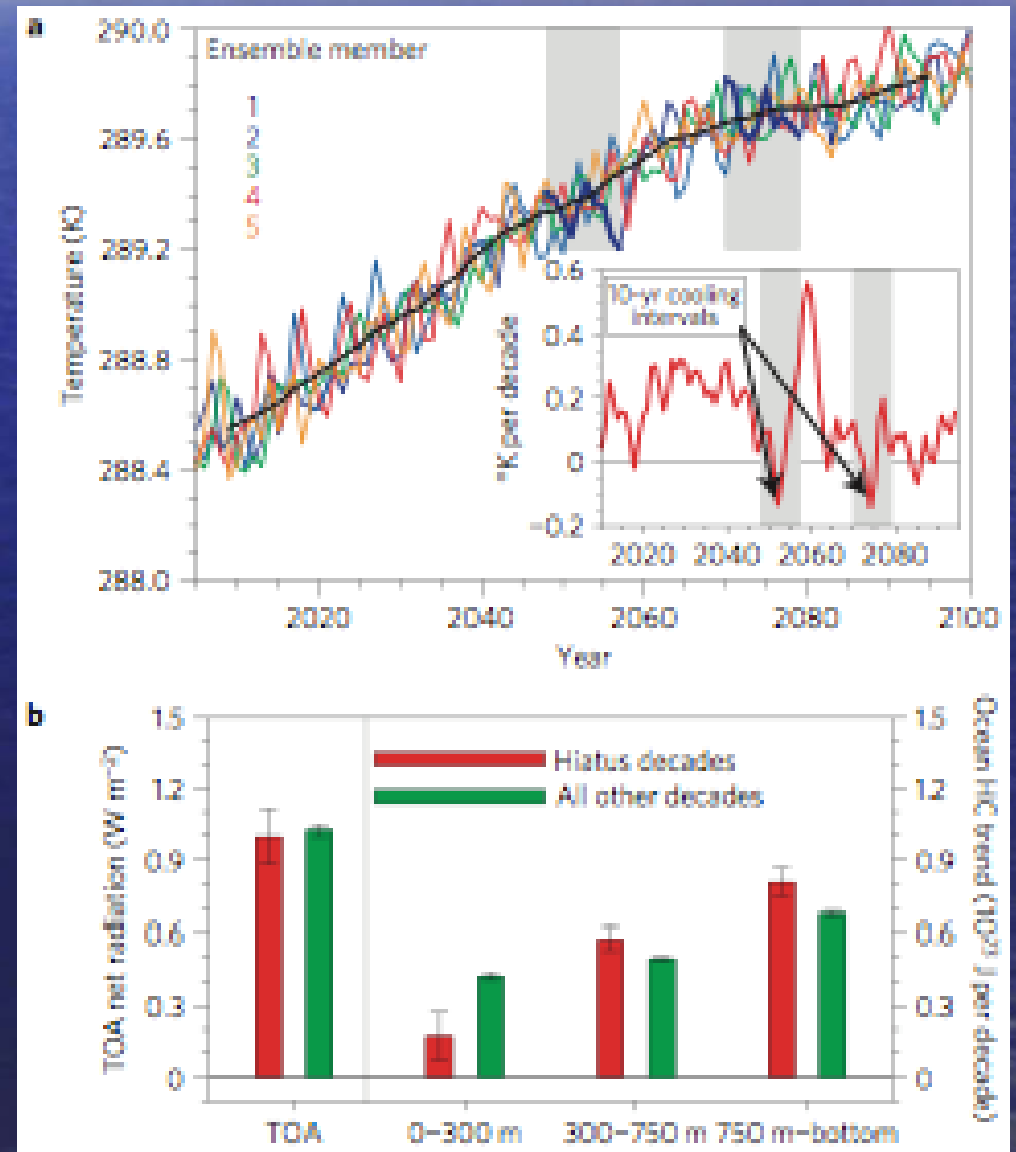 a
290.0
Ensemble member
1
2
3
4
5
289.6
289.2
288.8
288.4
288.0
Temperature (K)
0.6
0.4
0.2
0
−0.2
°K per decade
10-yr cooling
intervals
2020 2040 2060 2080
2020 2040 2060 2080 2100
Year
b
1.5
1.2
0.9
0.6
0.3
0
TOA net radiation (W m⁻²)
Hiatus decades
All other decades
1.5
1.2
0.9
0.6
0.3
0
Ocean HC trend ( J per decade)
TOA 0–300 m 300–750 m 750 m–bottom